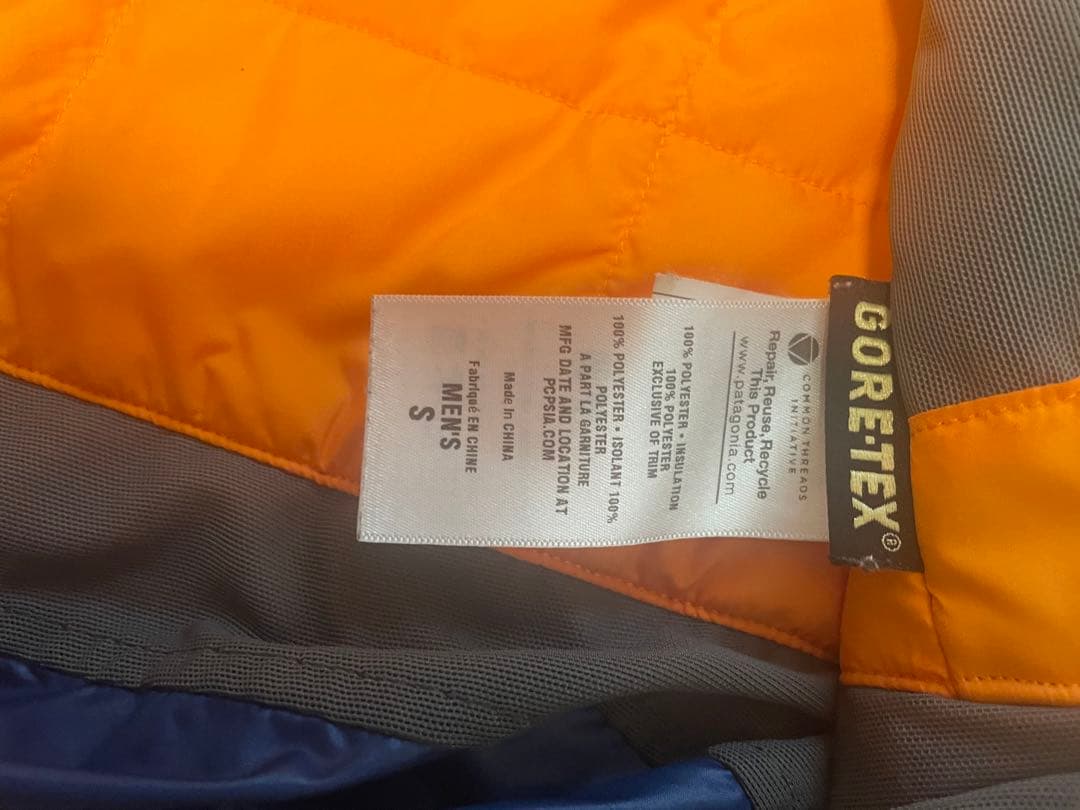 GORE-TEX®
COMMON THREADS
INITIATIVE
Repair, Reuse, Recycle
This Product
www.patagonia.com
100% POLYESTER • INSULATION
100% POLYESTER
EXCLUSIVE OF TRIM
100% POLYESTER • ISOLANT 100%
POLYESTER
A PART LA GARNITURE
MFG DATE AND LOCATION AT
PCPSIA.COM
Made In CHINA
Fabriqué EN CHINE
MEN'S
S